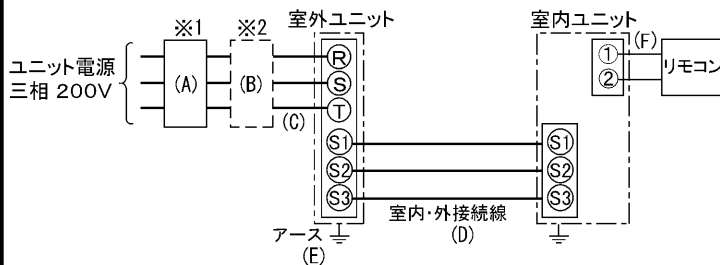 ※1
※2
室外ユニット
室内ユニット
ユニット電源
三相 200V
(A)
(B)
(C)
R
S
T
S1
S2
S3
アース
(E)
室内・外接続線
(D)
S1
S2
S3
①
②
(F)
リモコン